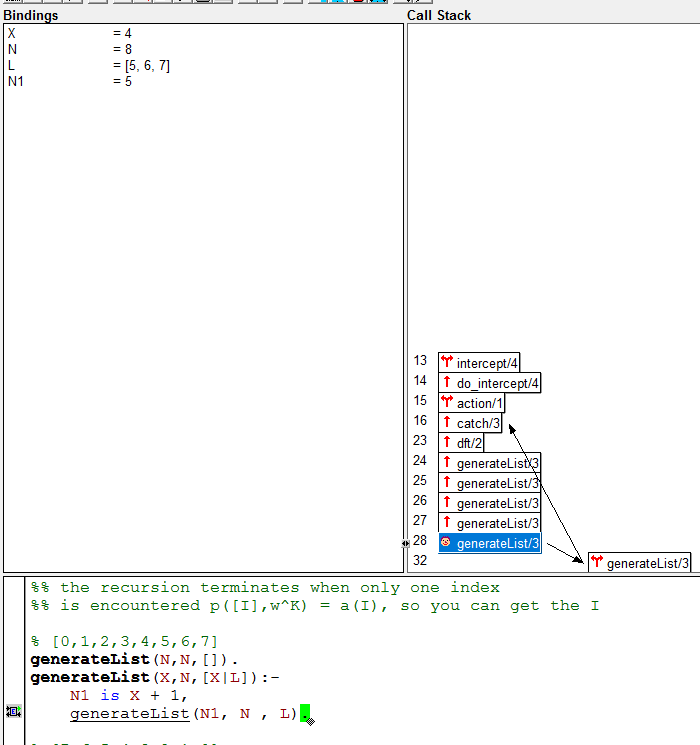 Bindings
Call Stack
X = 4
N = 8
L = [5, 6, 7]
N1 = 5
13 intercept/4
14 do_intercept/4
15 action/1
16 catch/3
23 dft/2
24 generateList/3
25 generateList/3
26 generateList/3
27 generateList/3
28 generateList/3
32 generateList/3
%% the recursion terminates when only one index
%% is encountered p([I],w^K) = a(I), so you can get the I
% [0,1,2,3,4,5,6,7]
generateList(N,N,[]).
generateList(X,N,[X|L]):-
N1 is X + 1,
generateList(N1, N , L).